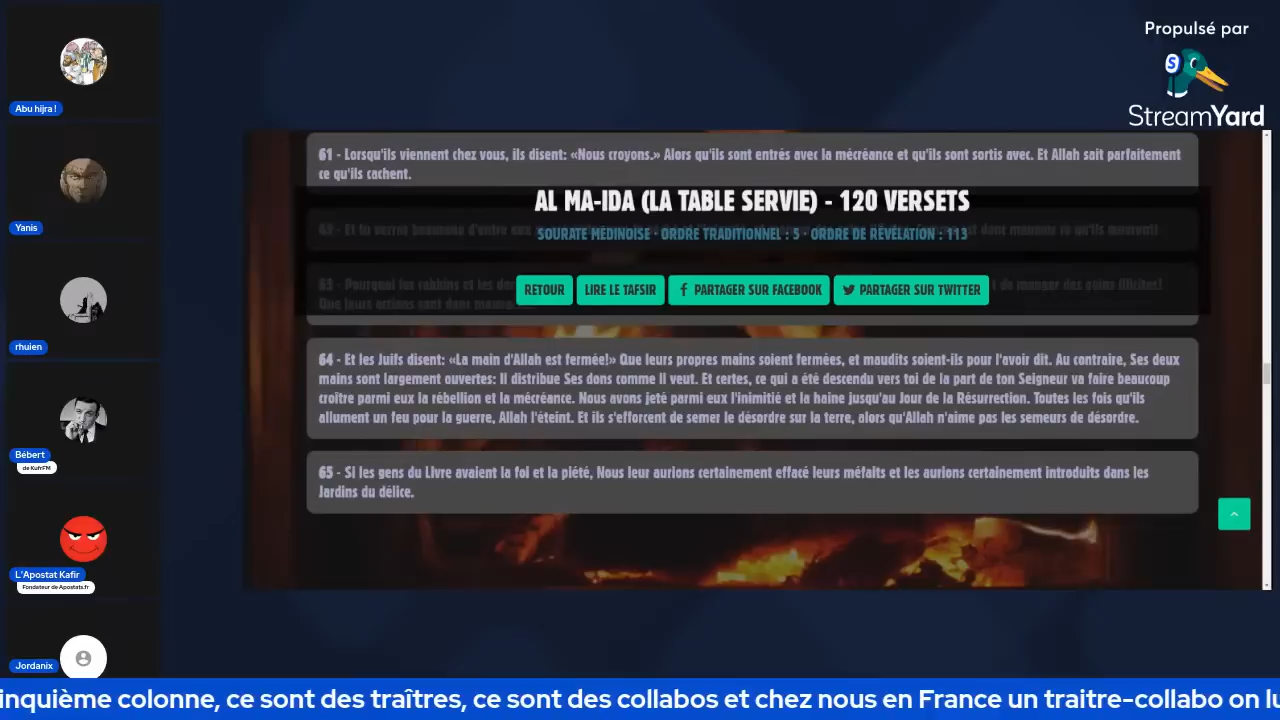 Propulsé par
StreamYard
Abu hijra !
Yanis
rhuien
Bébert
de KufrFM
L'Apostat Kafir
Fondateur de Apostats.fr
Jordanix
61 - Lorsqu'ils viennent chez vous, ils disent: «Nous croyons.» Alors qu'ils sont entrés avec la mécréance et qu'ils sont sortis avec. Et Allah sait parfaitement
ce qu'ils cachent.
AL MA-IDA (LA TABLE SERVIE) - 120 VERSETS
SOURATE MÉDINOISE · ORDRE TRADITIONNEL : 5 · ORDRE DE RÉVÉLATION : 113
RETOUR
LIRE LE TAFSIR
PARTAGER SUR FACEBOOK
PARTAGER SUR TWITTER
64 - Et les Juifs disent: «La main d'Allah est fermée!» Que leurs propres mains soient fermées, et maudits soient-ils pour l'avoir dit. Au contraire, Ses deux
mains sont largement ouvertes: Il distribue Ses dons comme Il veut. Et certes, ce qui a été descendu vers toi de la part de ton Seigneur va faire beaucoup
croître parmi eux la rébellion et la mécréance. Nous avons jeté parmi eux l'inimitié et la haine jusqu'au Jour de la Résurrection. Toutes les fois qu'ils
allument un feu pour la guerre, Allah l'éteint. Et ils s'efforcent de semer le désordre sur la terre, alors qu'Allah n'aime pas les semeurs de désordre.
65 - Si les gens du Livre avaient la foi et la piété, Nous leur aurions certainement effacé leurs méfaits et les aurions certainement introduits dans les
Jardins du délice.
inquième colonne, ce sont des traîtres, ce sont des collabos et chez nous en France un traitre-collabo on lu